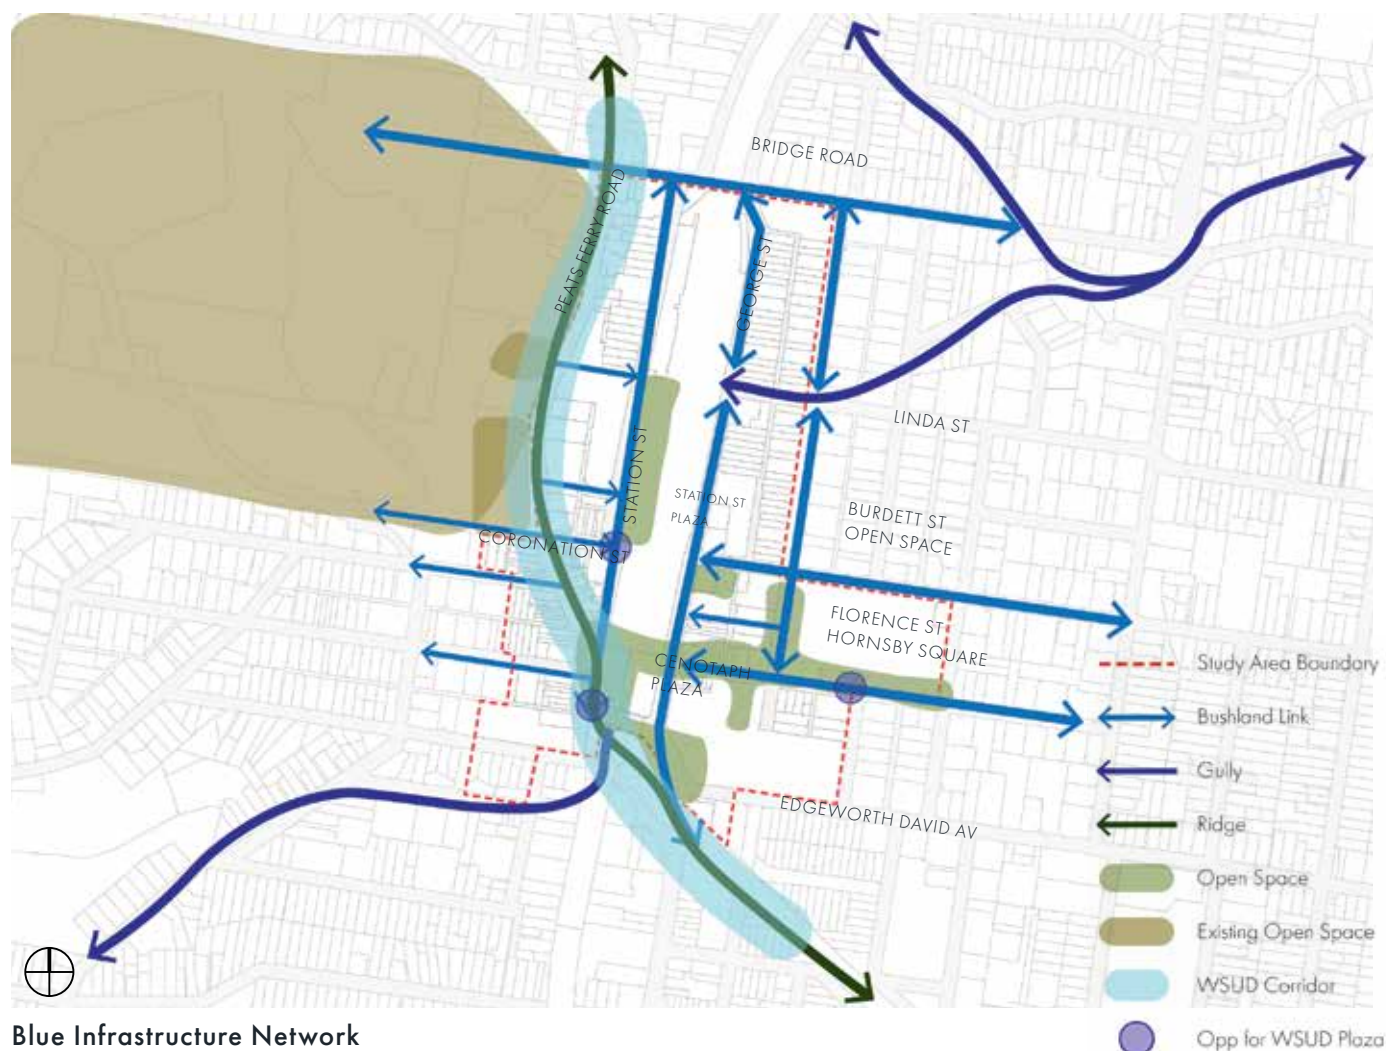 BRIDGE ROAD
PEATS FERRY ROAD
GEORGE ST
LINDA ST
STATION ST
STATION ST
PLAZA
BURDETT ST
OPEN SPACE
CORONATION ST
FLORENCE ST
HORNSBY SQUARE
CENOTAPH
PLAZA
EDGEWORTH DAVID AV
Study Area Boundary
Bushland Link
Gully
Ridge
Open Space
Existing Open Space
WSUD Corridor
Opp for WSUD Plaza
Blue Infrastructure Network